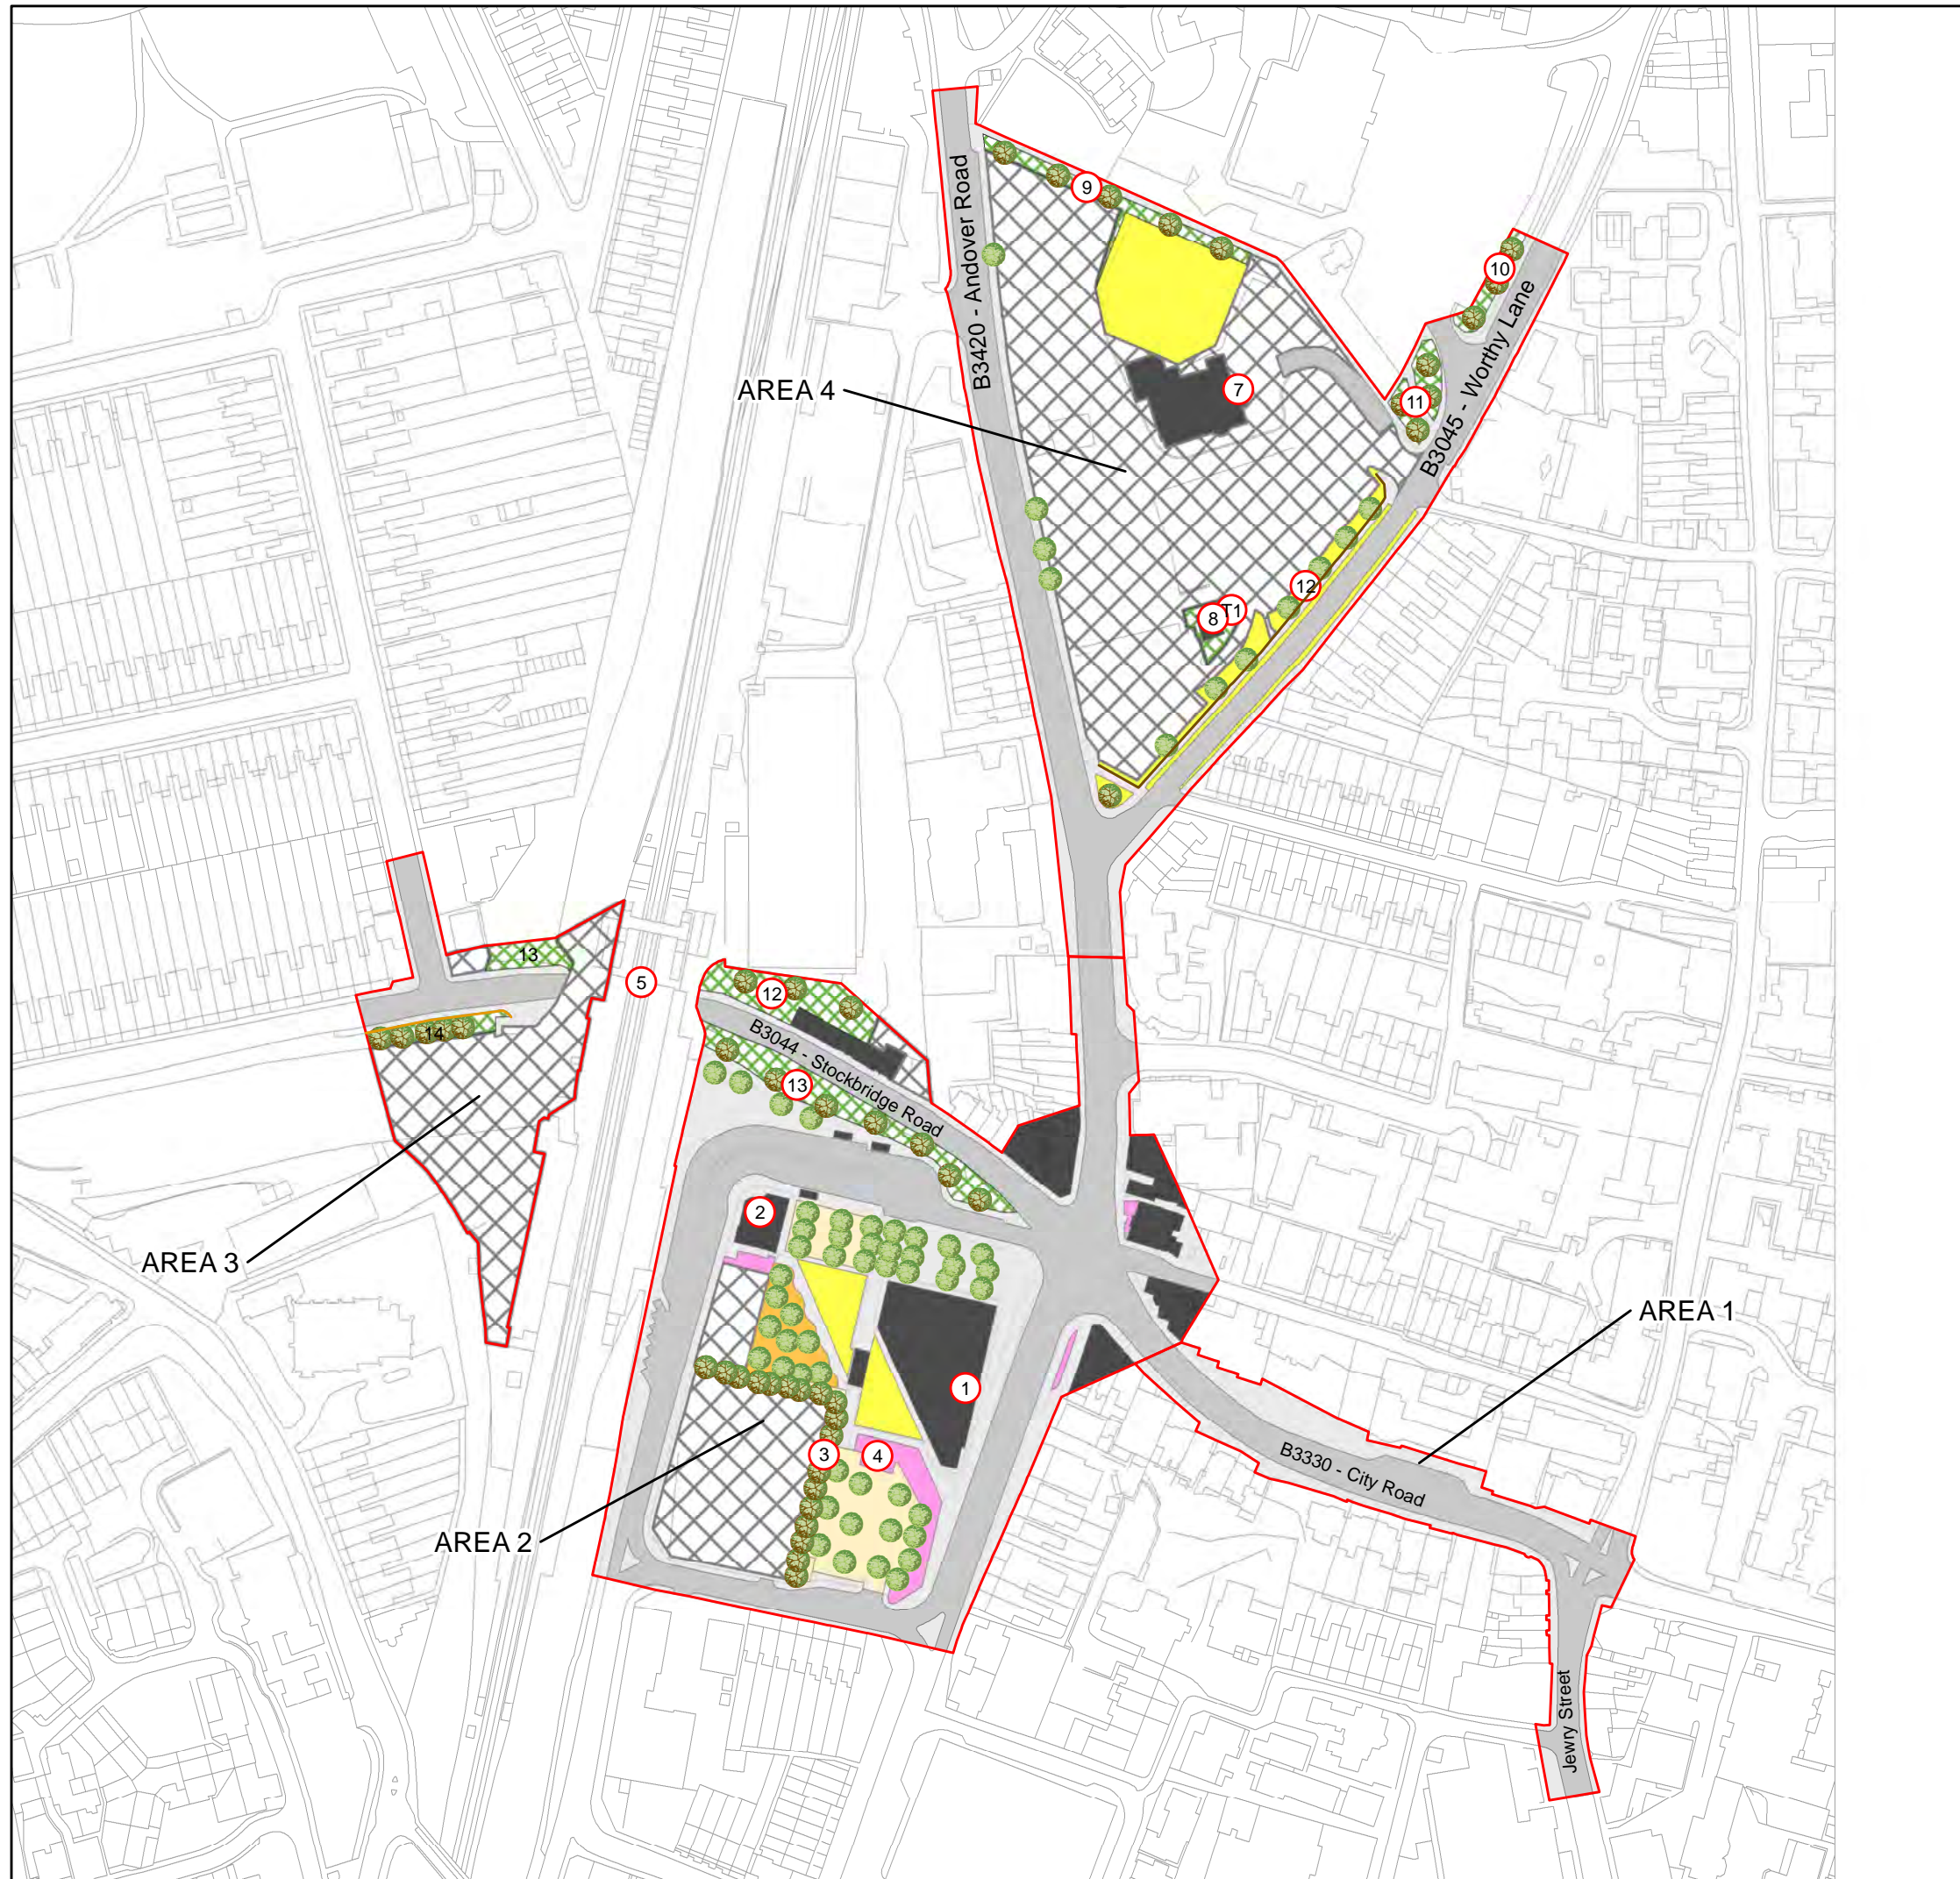 B3420 - Andover Road
9
10
B3045 - Worthy Lane
AREA 4
7
11
12
T1
8
13
5
12
14
B3044 - Stockbridge Road
13
2
AREA 3
AREA 1
1
3
4
B3330 - City Road
AREA 2
Jewry Street